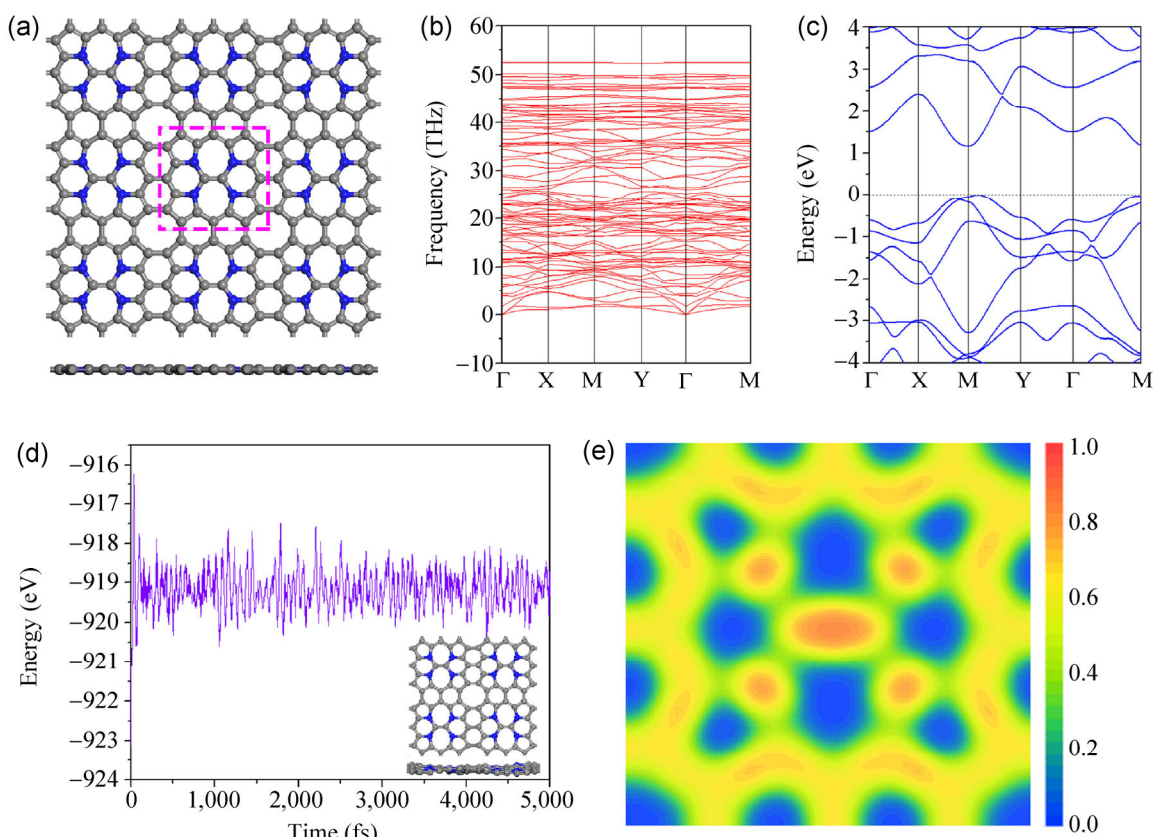 (a)
(b)
60
50
40
30
20
10
0
−10
Frequency (THz)
Γ X M Y Γ M
(c)
4
3
2
1
0
−1
−2
−3
−4
Energy (eV)
Γ X M Y Γ M
(d)
−916
−917
−918
−919
−920
−921
−922
−923
−924
Energy (eV)
0 1,000 2,000 3,000 4,000 5,000
Time (fs)
(e)
1.0
0.8
0.6
0.4
0.2
0.0